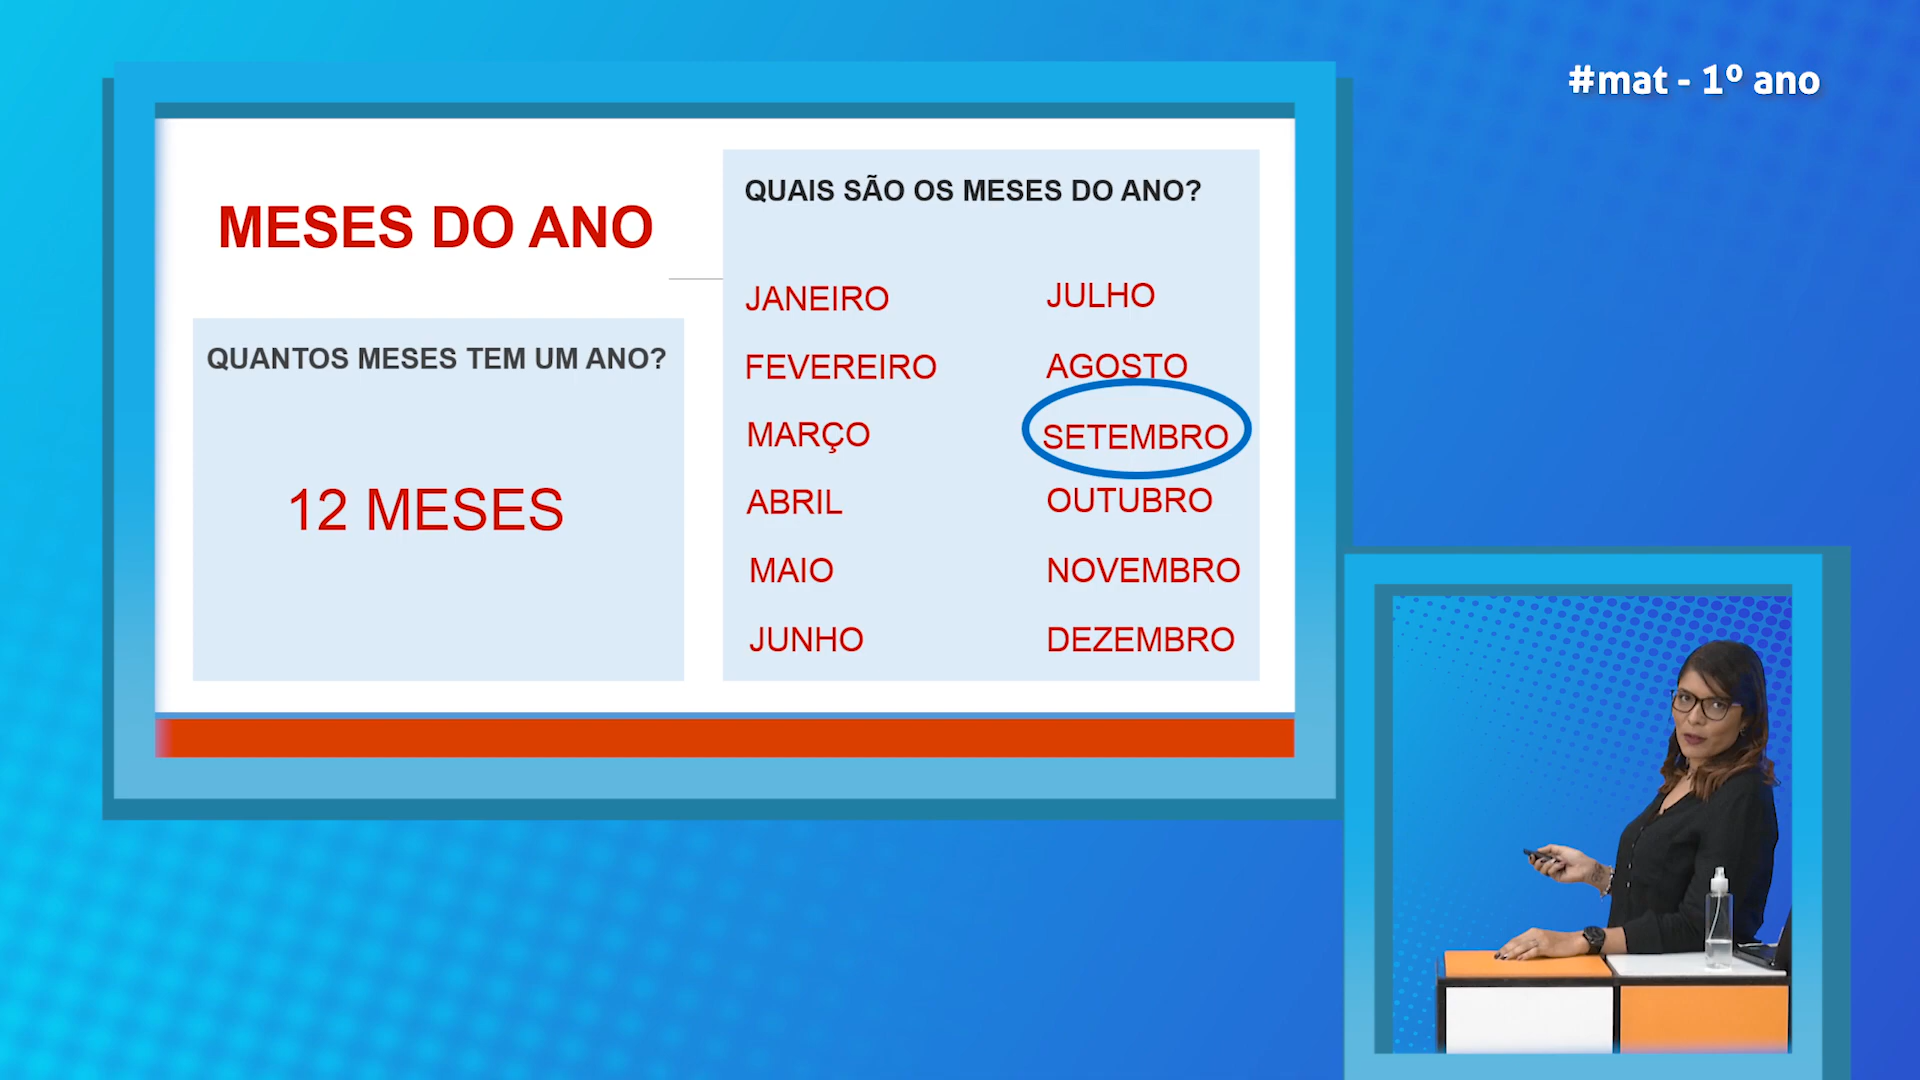 #mat - 1º ano
MESES DO ANO
QUANTOS MESES TEM UM ANO?
12 MESES
QUAIS SÃO OS MESES DO ANO?
JANEIRO
FEVEREIRO
MARÇO
ABRIL
MAIO
JUNHO
JULHO
AGOSTO
SETEMBRO
OUTUBRO
NOVEMBRO
DEZEMBRO